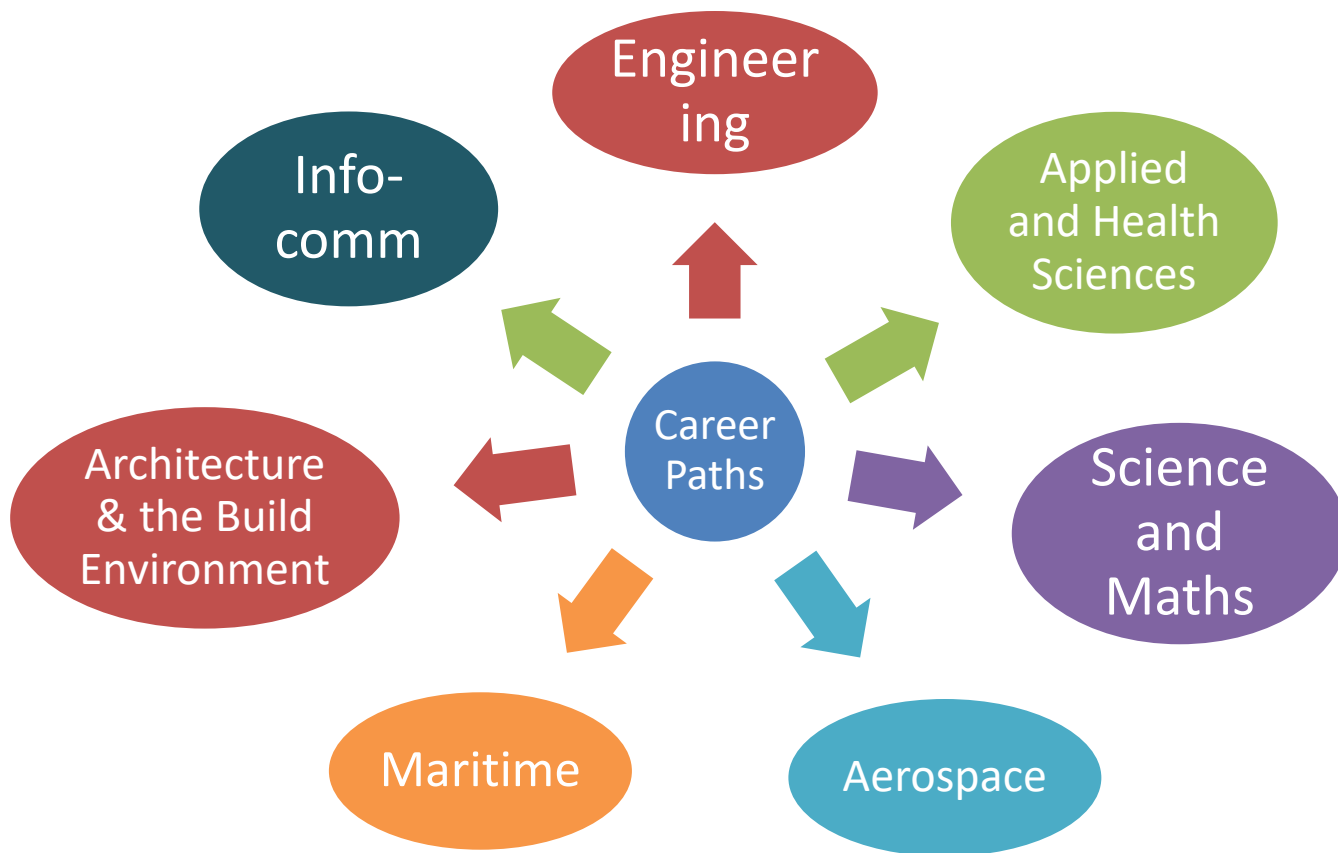 Engineer
ing
Applied
and Health
Sciences
Science
and
Maths
Aerospace
Maritime
Architecture
& the Build
Environment
Info-
comm
Career
Paths